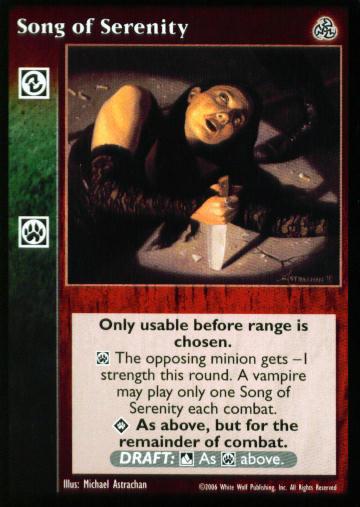 Song of Serenity
ASTRACHAN
Only usable before range is
chosen.
The opposing minion gets –1
strength this round. A vampire
may play only one Song of
Serenity each combat.
As above, but for the
remainder of combat.
DRAFT: As above.
Illus: Michael Astrachan
©2006 White Wolf Publishing, Inc. All Rights Reserved